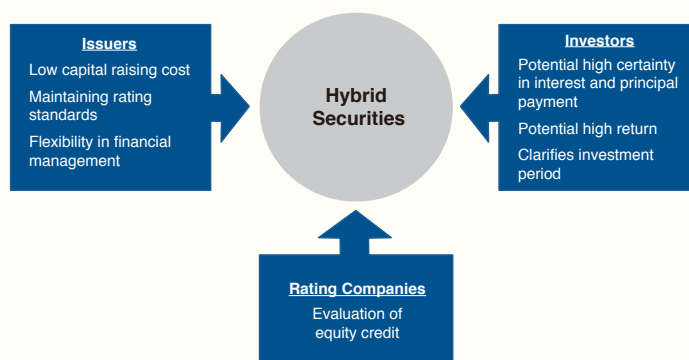 Issuers
Low capital raising cost
Maintaining rating
standards
Flexibility in financial
management
Hybrid
Securities
Investors
Potential high certainty
in interest and principal
payment
Potential high return
Clarifies investment
period
Rating Companies
Evaluation of
equity credit